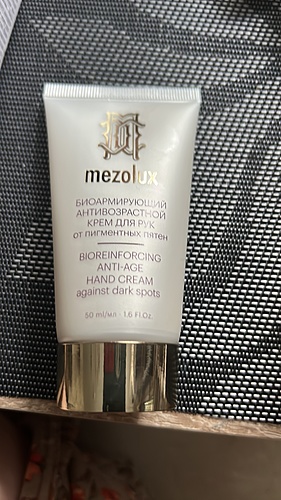 mezolux
БИОАРМИРУЮЩИЙ
АНТИВОЗРАСТНОЙ
КРЕМ ДЛЯ РУК
от пигментных пятен
BIOREINFORCING
ANTI-AGE
HAND CREAM
against dark spots
50 ml/мл · 1.6 Fl.Oz.